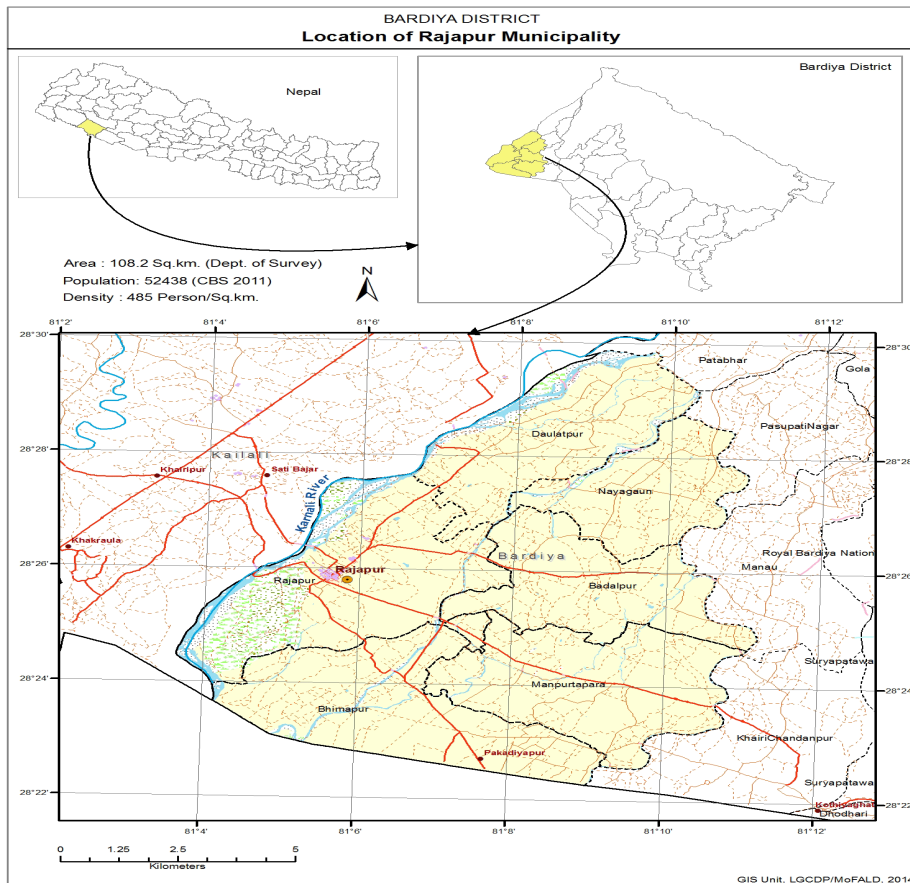 BARDIYA DISTRICT
Location of Rajapur Municipality
Nepal
Bardiya District
Area : 108.2 Sq.km. (Dept. of Survey)
Population: 52438 (CBS 2011)
Density : 485 Person/Sq.km.
N
81°2' 81°4' 81°6' 81°8' 81°10' 81°12'
28°30' 28°30
Patabhar
Gola
Daulatpur
PasupatiNagar
28°28' 28°28
Kailali
Khairipur
Sati Bajar
Karnali River
Nayagaun
Khakraula
Bardiya
Royal Bardiya Nation
28°26' 28°26
Manau
Rajapur
Rajapur
Badalpur
Suryapatawa
28°24' 28°24
Manpurtapara
Bhimapur
KhairiChandanpur
Pakadiyapur
Suryapatawa
28°22' 28°22
Kothiyaghat
Dhodhari
81°4' 81°6' 81°8' 81°10' 81°12'
0 1.25 2.5 5
Kilometers
GIS Unit, LGCDP/MoFALD, 2014